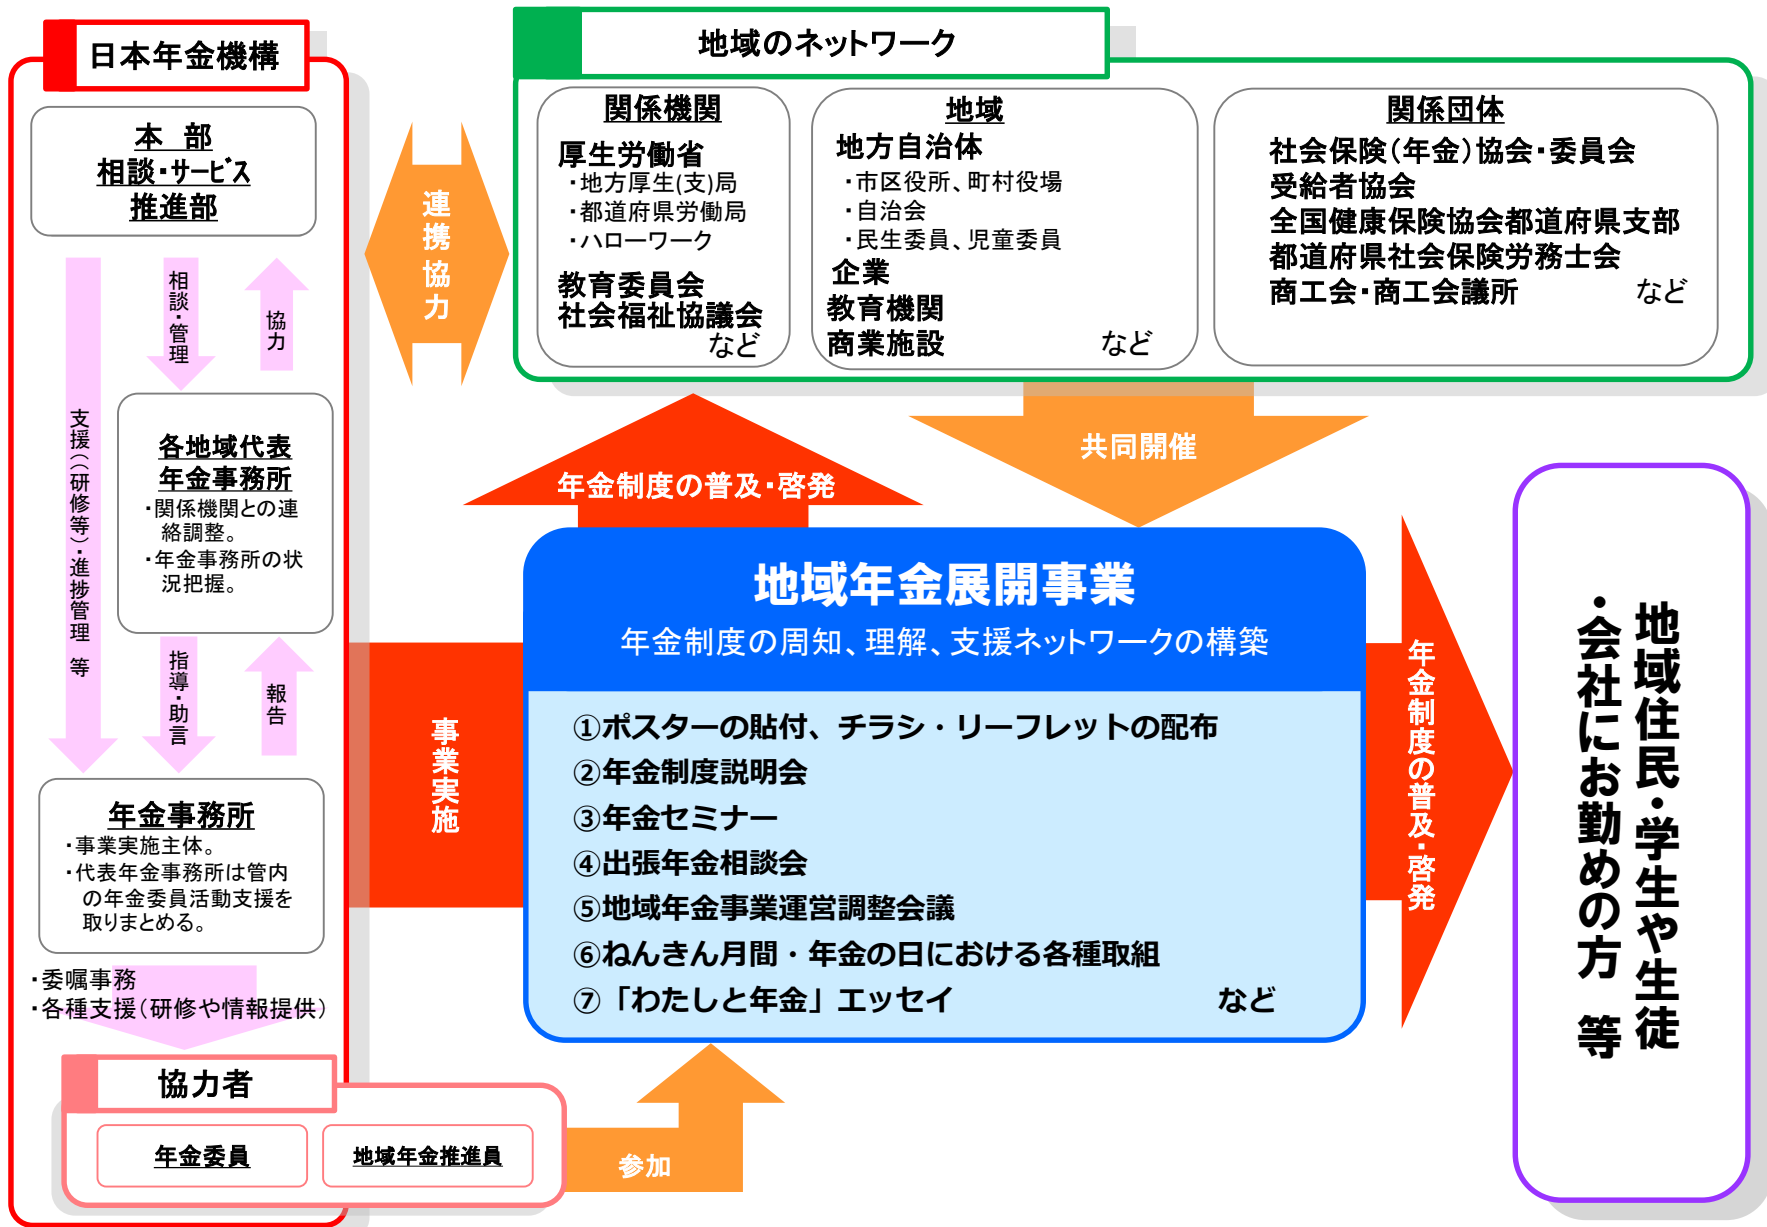 日本年金機構
本　部
相談・サービス
推進部
支援((研修等)・進捗管理　等
相談・管理
協力
各地域代表
年金事務所
・関係機関との連
絡調整。
・年金事務所の状
況把握。
指導・助言
報告
年金事務所
・事業実施主体。
・代表年金事務所は管内
の年金委員活動支援を
取りまとめる。
・委嘱事務
・各種支援(研修や情報提供)
協力者
年金委員
地域年金推進員
連携協力
地域のネットワーク
関係機関
厚生労働省
・地方厚生(支)局
・都道府県労働局
・ハローワーク
教育委員会
社会福祉協議会
など
地域
地方自治体
・市区役所、町村役場
・自治会
・民生委員、児童委員
企業
教育機関
商業施設　など
関係団体
社会保険(年金)協会・委員会
受給者協会
全国健康保険協会都道府県支部
都道府県社会保険労務士会
商工会・商工会議所　など
年金制度の普及・啓発
共同開催
事業実施
地域年金展開事業
年金制度の周知、理解、支援ネットワークの構築
①ポスターの貼付、チラシ・リーフレットの配布
②年金制度説明会
③年金セミナー
④出張年金相談会
⑤地域年金事業運営調整会議
⑥ねんきん月間・年金の日における各種取組
⑦「わたしと年金」エッセイ　など
参加
年金制度の普及・啓発
地域住民・学生や生徒
・会社にお勤めの方　等